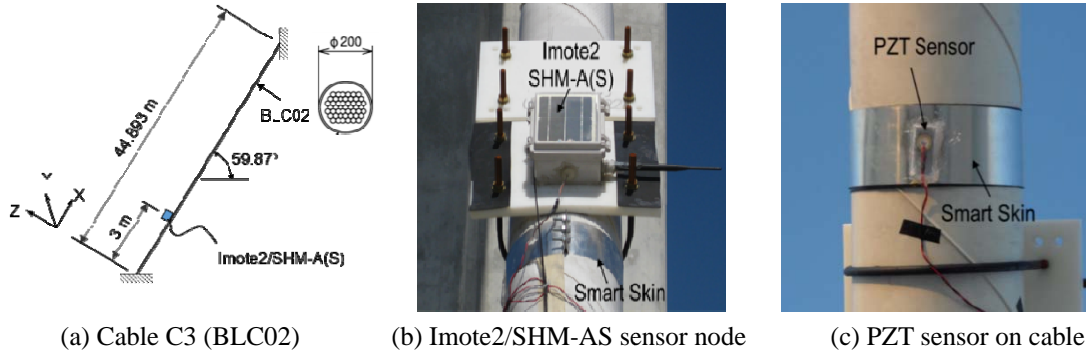 44.893 m
ϕ200
BLC02
59.87°
Y
X
Z
3 m
Imote2/SHM-A(S)
Imote2
SHM-A(S)
Smart Skin
PZT Sensor
Smart Skin
(a) Cable C3 (BLC02)
(b) Imote2/SHM-AS sensor node
(c) PZT sensor on cable